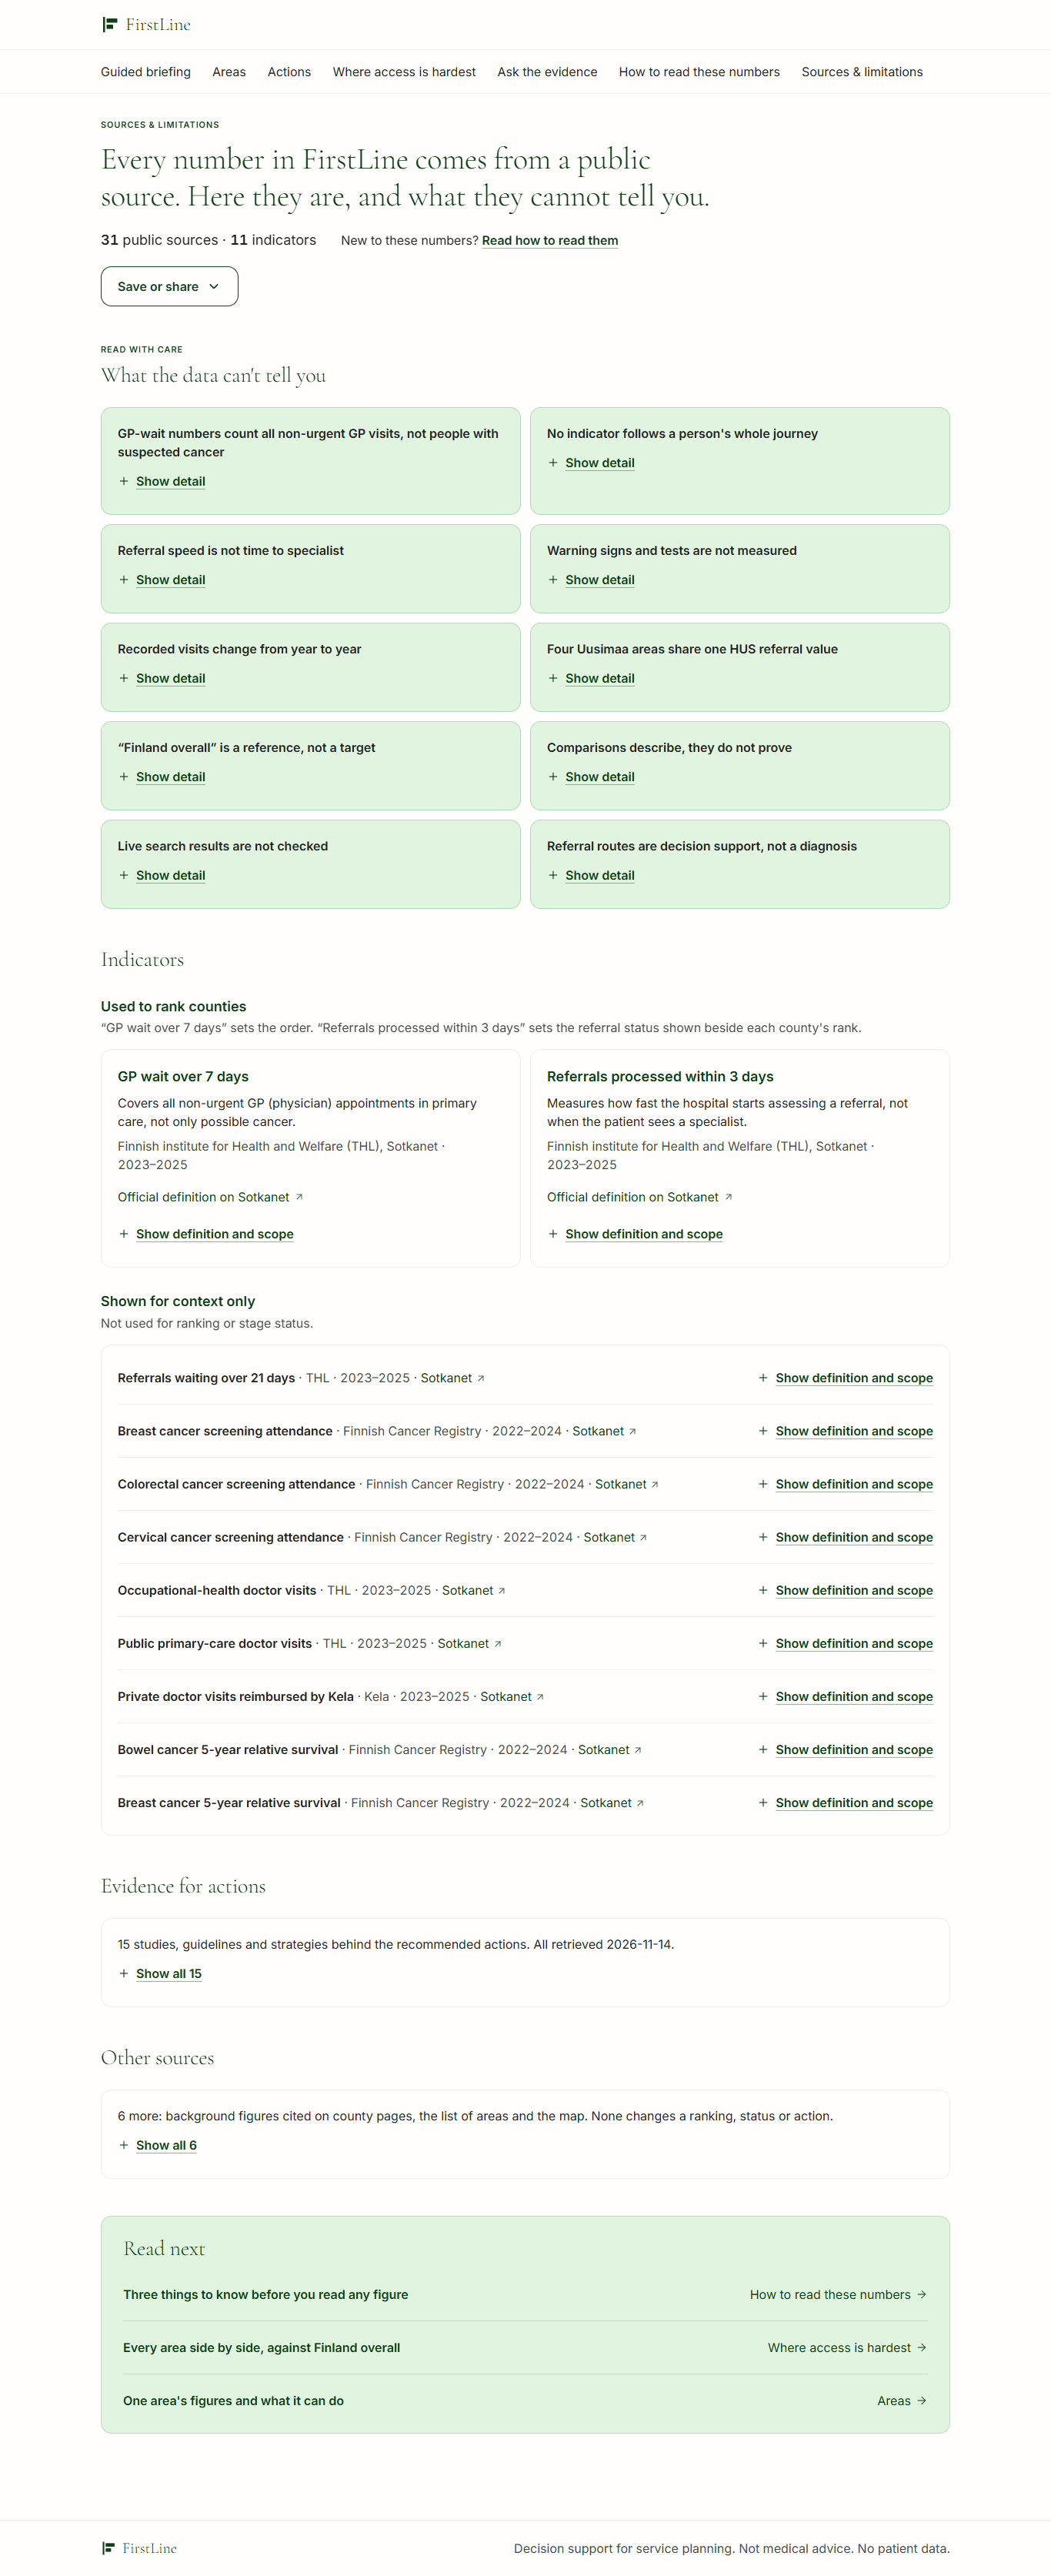 FirstLine
Guided briefing
Areas
Actions
Where access is hardest
Ask the evidence
How to read these numbers
Sources & limitations
SOURCES & LIMITATIONS
Every number in FirstLine comes from a public
source. Here they are, and what they cannot tell you.
31 public sources · 11 indicators
New to these numbers? Read how to read them
Save or share
READ WITH CARE
What the data can't tell you
GP-wait numbers count all non-urgent GP visits, not people with
suspected cancer
+ Show detail
No indicator follows a person's whole journey
+ Show detail
Referral speed is not time to specialist
+ Show detail
Warning signs and tests are not measured
+ Show detail
Recorded visits change from year to year
+ Show detail
Four Uusimaa areas share one HUS referral value
+ Show detail
“Finland overall” is a reference, not a target
+ Show detail
Comparisons describe, they do not prove
+ Show detail
Live search results are not checked
+ Show detail
Referral routes are decision support, not a diagnosis
+ Show detail
Indicators
Used to rank counties
“GP wait over 7 days” sets the order. “Referrals processed within 3 days” sets the referral status shown beside each county's rank.
GP wait over 7 days
Covers all non-urgent GP (physician) appointments in primary
care, not only possible cancer.
Finnish institute for Health and Welfare (THL), Sotkanet ·
2023–2025
Official definition on Sotkanet ↗
+ Show definition and scope
Referrals processed within 3 days
Measures how fast the hospital starts assessing a referral, not
when the patient sees a specialist.
Finnish institute for Health and Welfare (THL), Sotkanet ·
2023–2025
Official definition on Sotkanet ↗
+ Show definition and scope
Shown for context only
Not used for ranking or stage status.
Referrals waiting over 21 days · THL · 2023–2025 · Sotkanet ↗ + Show definition and scope
Breast cancer screening attendance · Finnish Cancer Registry · 2022–2024 · Sotkanet ↗ + Show definition and scope
Colorectal cancer screening attendance · Finnish Cancer Registry · 2022–2024 · Sotkanet ↗ + Show definition and scope
Cervical cancer screening attendance · Finnish Cancer Registry · 2022–2024 · Sotkanet ↗ + Show definition and scope
Occupational-health doctor visits · THL · 2023–2025 · Sotkanet ↗ + Show definition and scope
Public primary-care doctor visits · THL · 2023–2025 · Sotkanet ↗ + Show definition and scope
Private doctor visits reimbursed by Kela · Kela · 2023–2025 · Sotkanet ↗ + Show definition and scope
Bowel cancer 5-year relative survival · Finnish Cancer Registry · 2022–2024 · Sotkanet ↗ + Show definition and scope
Breast cancer 5-year relative survival · Finnish Cancer Registry · 2022–2024 · Sotkanet ↗ + Show definition and scope
Evidence for actions
15 studies, guidelines and strategies behind the recommended actions. All retrieved 2026-11-14.
+ Show all 15
Other sources
6 more: background figures cited on county pages, the list of areas and the map. None changes a ranking, status or action.
+ Show all 6
Read next
Three things to know before you read any figure How to read these numbers →
Every area side by side, against Finland overall Where access is hardest →
One area's figures and what it can do Areas →
FirstLine
Decision support for service planning. Not medical advice. No patient data.